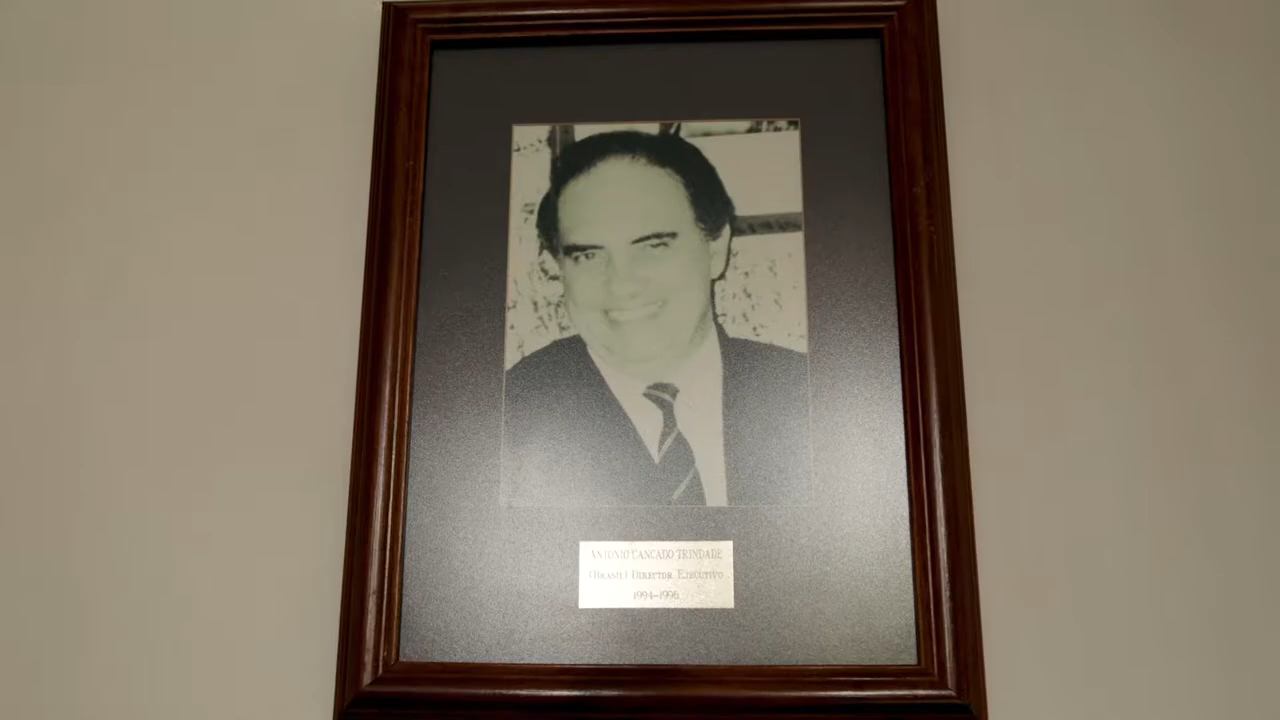 ANTONIO CANCADO TRINDADE
(BRASIL) DIRECTOR EJECUTIVO
1994-1996